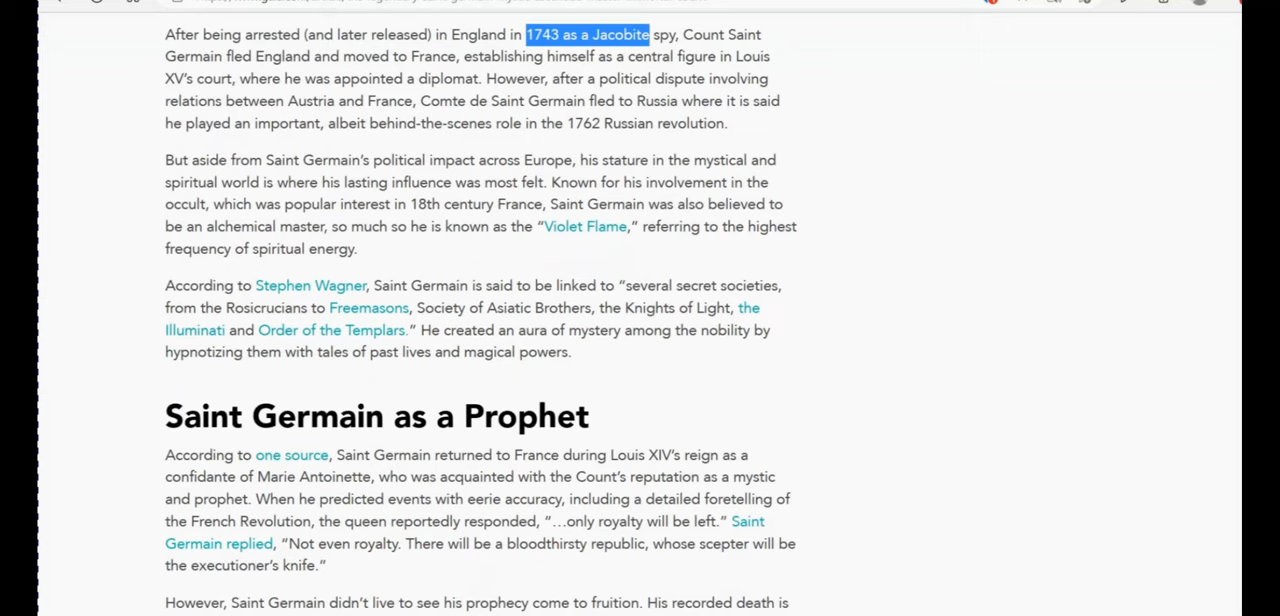 After being arrested (and later released) in England in 1743 as a Jacobite spy, Count Saint
Germain fled England and moved to France, establishing himself as a central figure in Louis
XV's court, where he was appointed a diplomat. However, after a political dispute involving
relations between Austria and France, Comte de Saint Germain fled to Russia where it is said
he played an important, albeit behind-the-scenes role in the 1762 Russian revolution.
But aside from Saint Germain's political impact across Europe, his stature in the mystical and
spiritual world is where his lasting influence was most felt. Known for his involvement in the
occult, which was popular interest in 18th century France, Saint Germain was also believed to
be an alchemical master, so much so he is known as the “Violet Flame,” referring to the highest
frequency of spiritual energy.
According to Stephen Wagner, Saint Germain is said to be linked to “several secret societies,
from the Rosicrucians to Freemasons, Society of Asiatic Brothers, the Knights of Light, the
Illuminati and Order of the Templars.” He created an aura of mystery among the nobility by
hypnotizing them with tales of past lives and magical powers.
Saint Germain as a Prophet
According to one source, Saint Germain returned to France during Louis XIV's reign as a
confidante of Marie Antoinette, who was acquainted with the Count's reputation as a mystic
and prophet. When he predicted events with eerie accuracy, including a detailed foretelling of
the French Revolution, the queen reportedly responded, “…only royalty will be left.” Saint
Germain replied, “Not even royalty. There will be a bloodthirsty republic, whose scepter will be
the executioner's knife.”
However, Saint Germain didn't live to see his prophecy come to fruition. His recorded death is